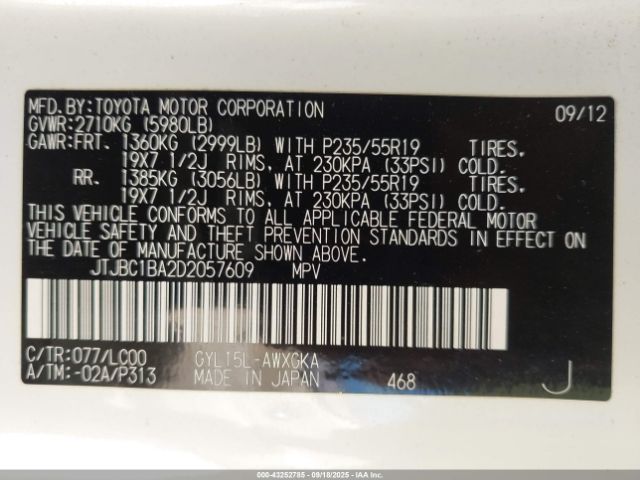 MFD.BY:TOYOTA MOTOR CORPORATION 09/12
GVWR:2710KG (5980LB)
GAWR:FRT. 1360KG (2999LB) WITH P235/55R19 TIRES,
19X7 1/2J RIMS, AT 230KPA (33PSI) COLD.
RR. 1385KG (3056LB) WITH P235/55R19 TIRES,
19X7 1/2J RIMS, AT 230KPA (33PSI) COLD.
THIS VEHICLE CONFORMS TO ALL APPLICABLE FEDERAL MOTOR
VEHICLE SAFETY AND THEFT PREVENTION STANDARDS IN EFFECT ON
THE DATE OF MANUFACTURE SHOWN ABOVE.
JTJBC1BA2D2057609 MPV
C/TR:077/LC00 GYL15L-AWXGKA
A/TM:-02A/P313 MADE IN JAPAN 468 J
000-43252785 - 09/18/2025 - IAAI.COM